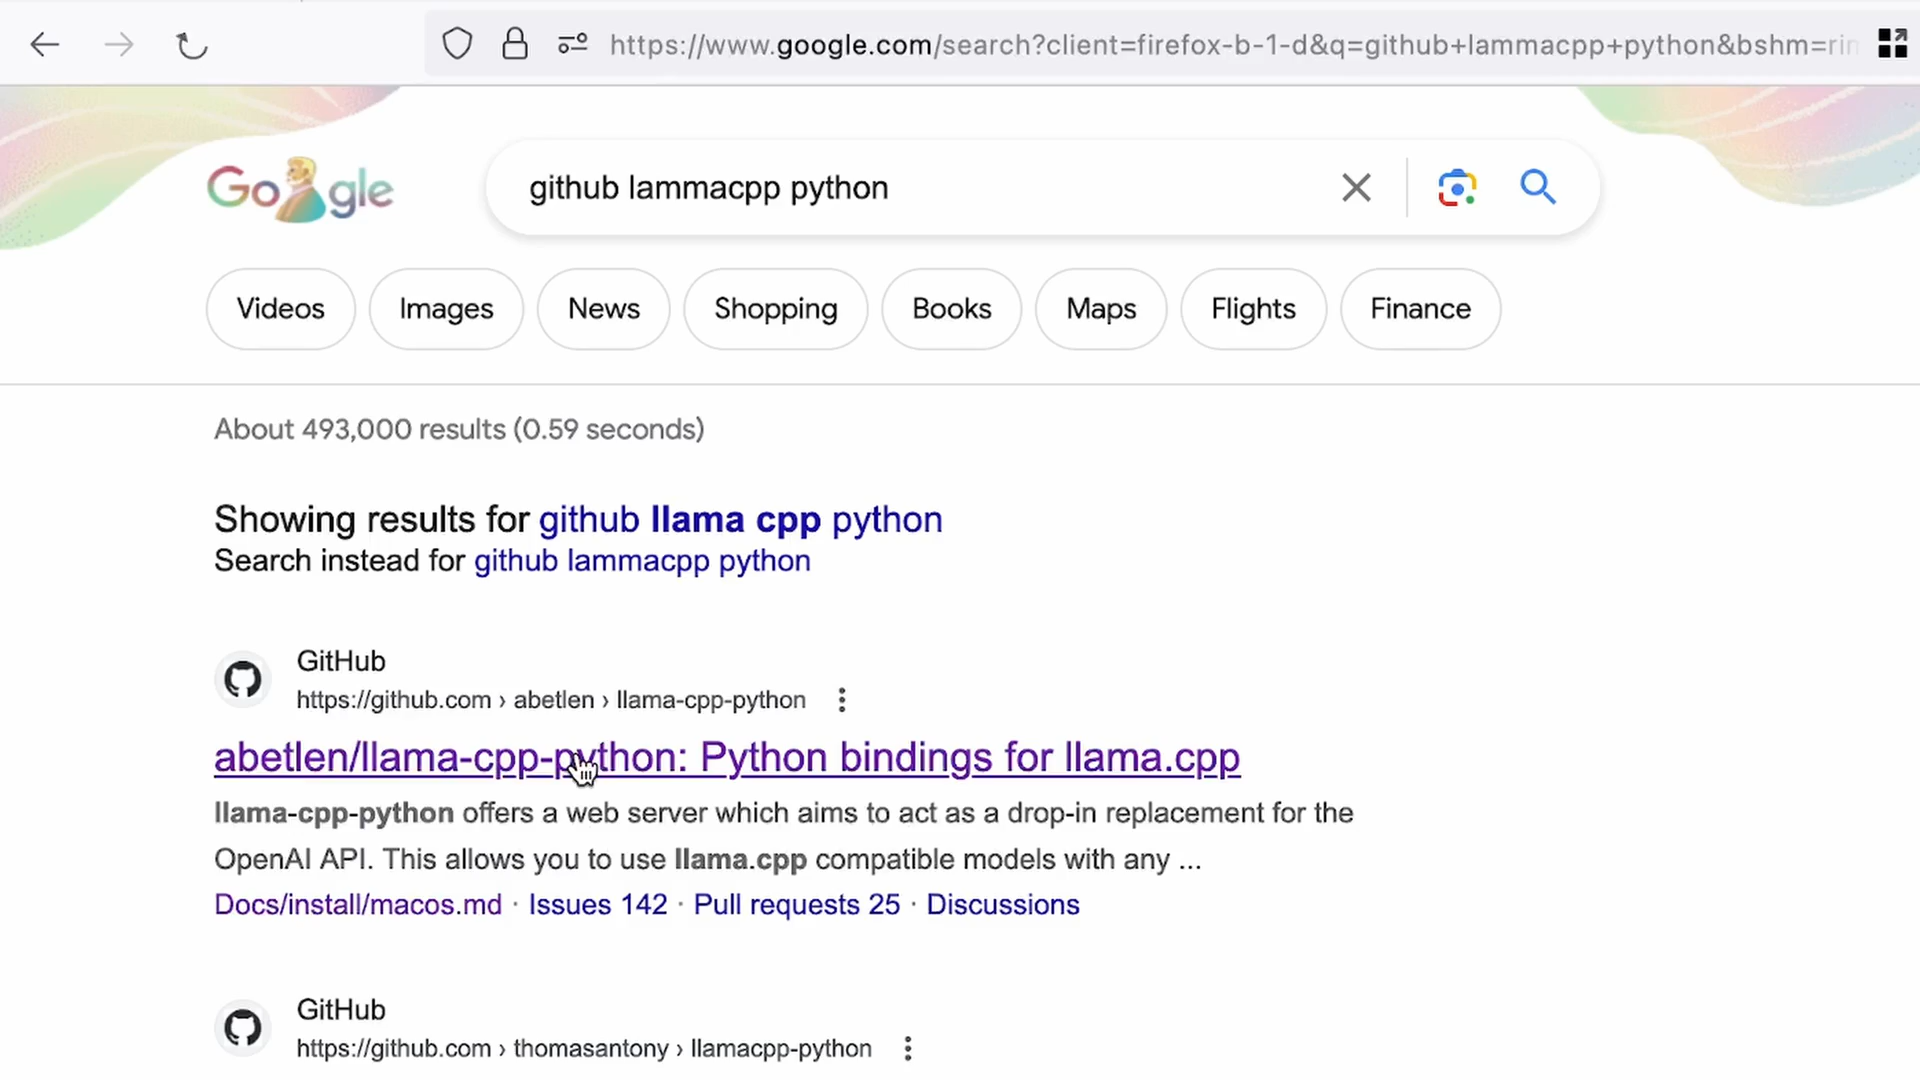 https://www.google.com/search?client=firefox-b-1-d&q=github+lammacpp+python&bshm=rin
Google
github lammacpp python
Videos
Images
News
Shopping
Books
Maps
Flights
Finance
About 493,000 results (0.59 seconds)
Showing results for github llama cpp python
Search instead for github lammacpp python
GitHub
https://github.com › abetlen › llama-cpp-python
abetlen/llama-cpp-python: Python bindings for llama.cpp
llama-cpp-python offers a web server which aims to act as a drop-in replacement for the
OpenAI API. This allows you to use llama.cpp compatible models with any ...
Docs/install/macos.md · Issues 142 · Pull requests 25 · Discussions
GitHub
https://github.com › thomasantony › llamacpp-python